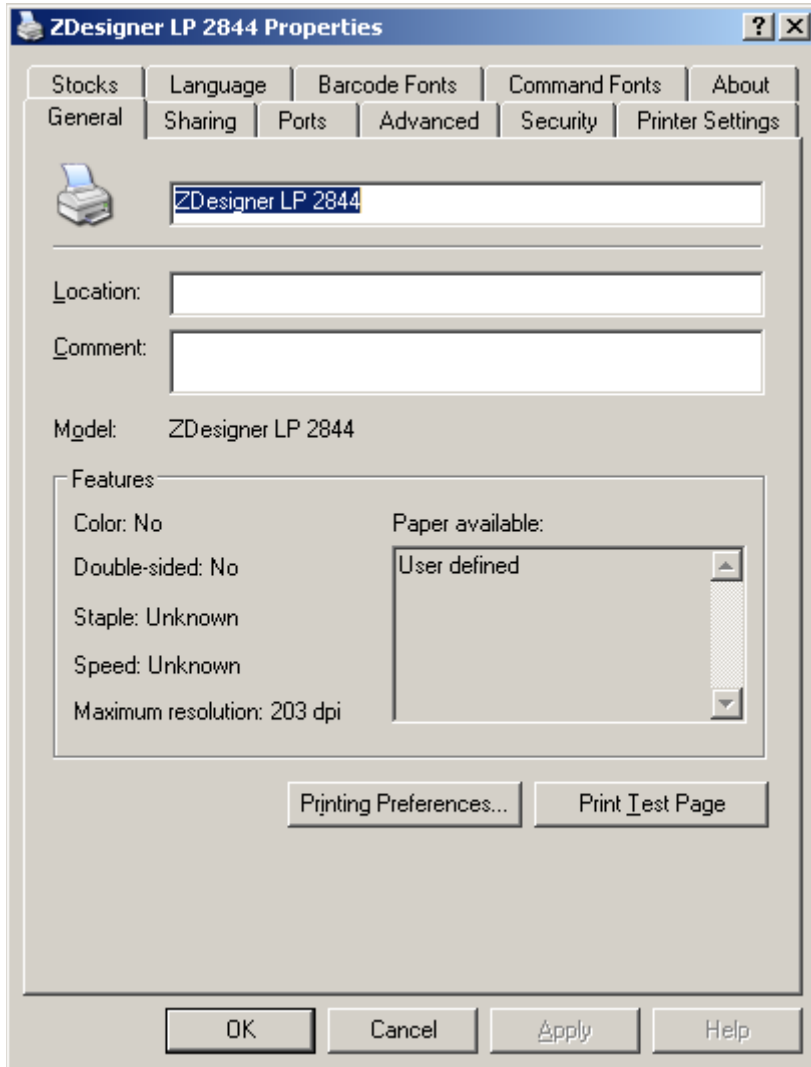 ZDesigner LP 2844 Properties
Stocks Language Barcode Fonts Command Fonts About
General Sharing Ports Advanced Security Printer Settings
ZDesigner LP 2844
Location:
Comment:
Model: ZDesigner LP 2844
Features
Color: No Paper available:
Double-sided: No User defined
Staple: Unknown
Speed: Unknown
Maximum resolution: 203 dpi
Printing Preferences... Print Test Page
OK Cancel Apply Help